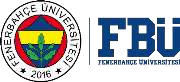 FENERBAHÇE ÜNİVERSİTESİ
2016
FBÜ
FENERBAHÇE ÜNİVERSİTESİ